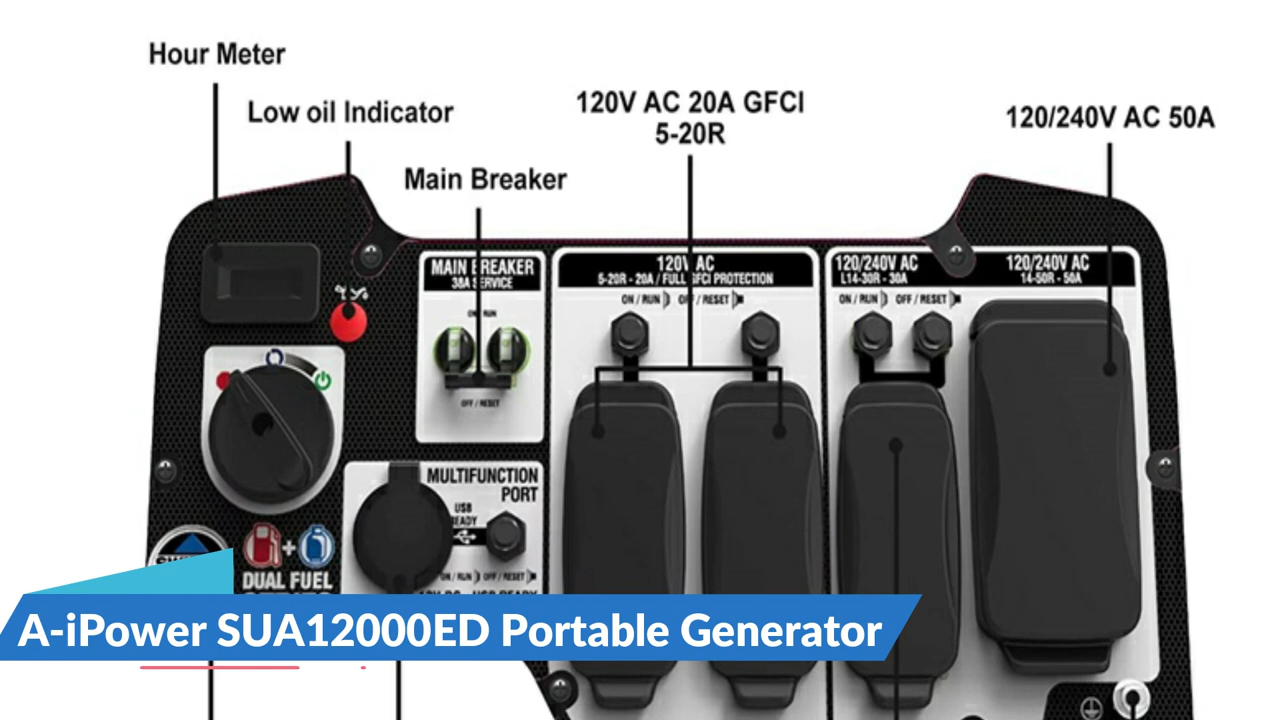 Hour Meter
Low oil Indicator
Main Breaker
120V AC 20A GFCI
5-20R
120/240V AC 50A
MAIN BREAKER
38A SERVICE
ON / RUN
OFF / RESET
120V AC
5-20R - 20A / FULL GFCI PROTECTION
ON / RUN OFF / RESET
120/240V AC
L14-30R - 30A
120/240V AC
14-50R - 50A
ON / RUN OFF / RESET
MULTIFUNCTION
PORT
USB
READY
ON / RUN OFF / RESET
DUAL FUEL
A-iPower SUA12000ED Portable Generator